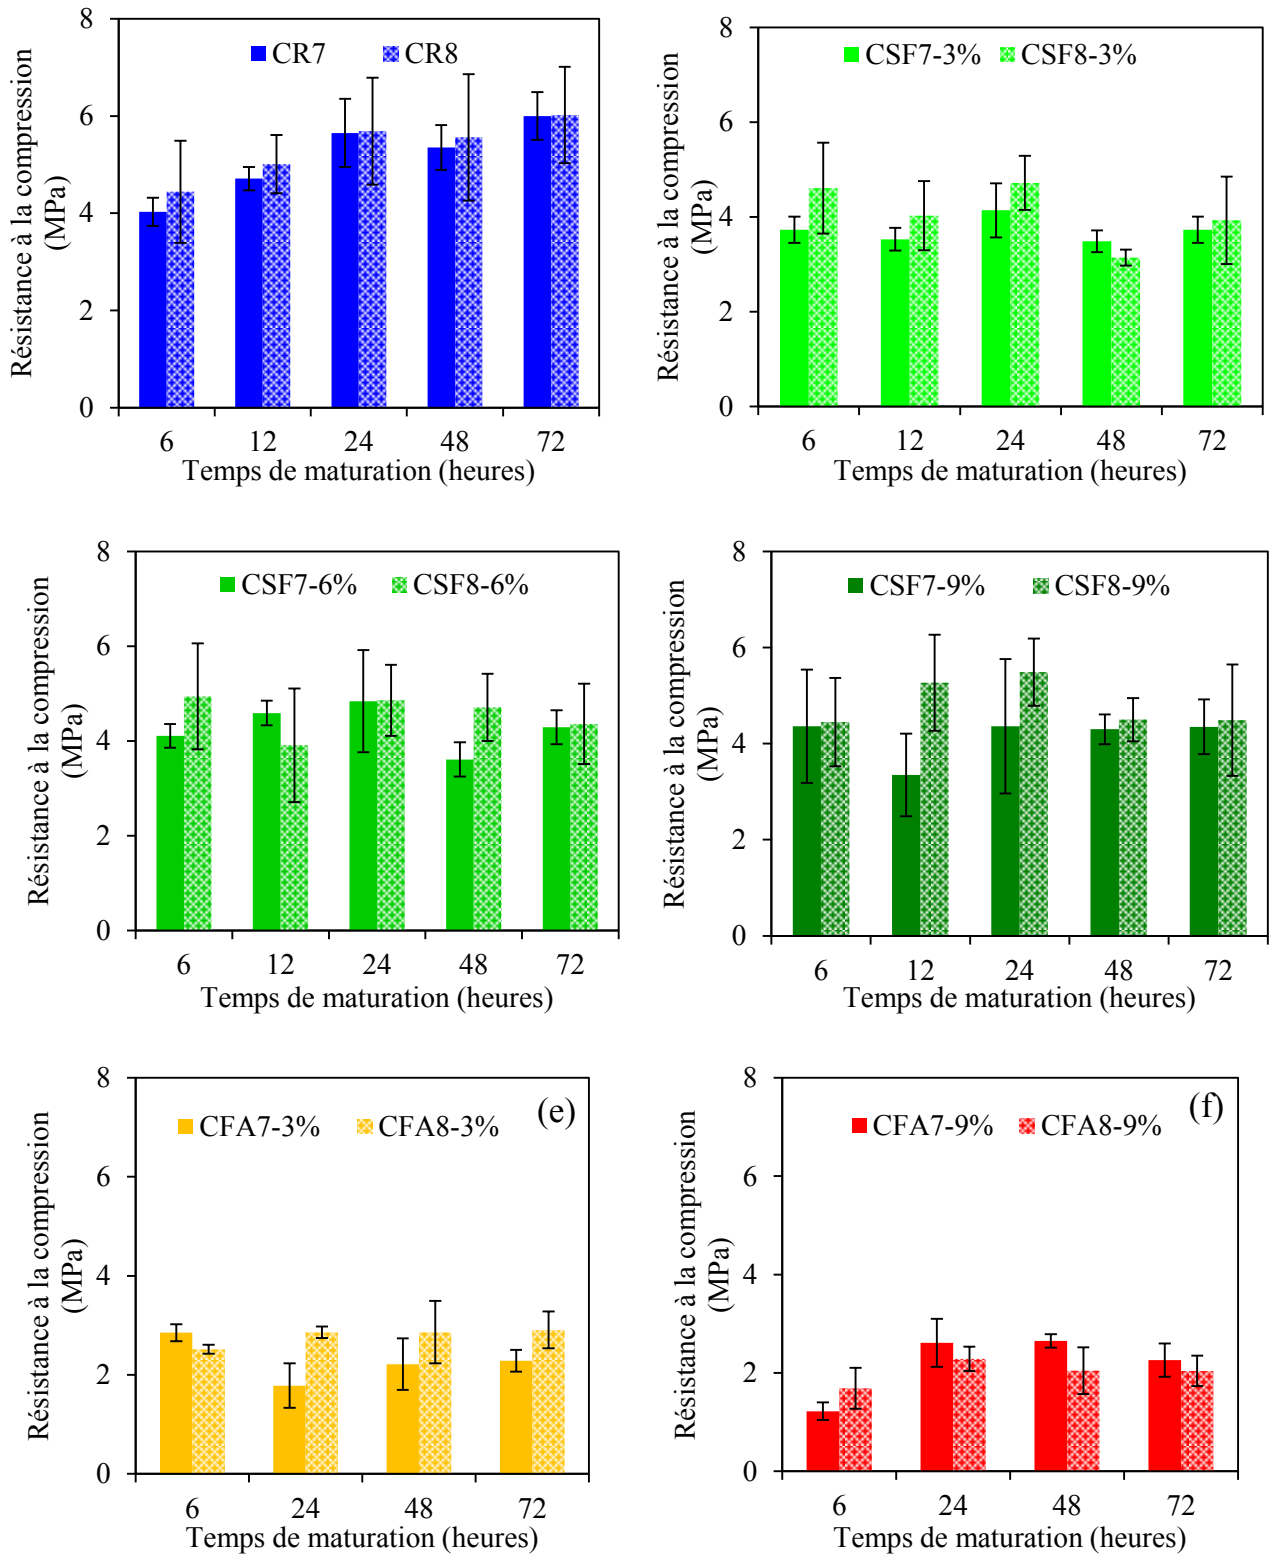 8
6
4
2
0
Résistance à la compression
(MPa)
CR7 CR8
6 12 24 48 72
Temps de maturation (heures)
8
6
4
2
0
Résistance à la compression
(MPa)
CSF7-3% CSF8-3%
6 12 24 48 72
Temps de maturation (heures)
8
6
4
2
0
Résistance à la compression
(MPa)
CSF7-6% CSF8-6%
6 12 24 48 72
Temps de maturation (heures)
8
6
4
2
0
Résistance à la compression
(MPa)
CSF7-9% CSF8-9%
6 12 24 48 72
Temps de maturation (heures)
8
6
4
2
0
Résistance à la compression
(MPa)
(e)
CFA7-3% CFA8-3%
6 24 48 72
Temps de maturation (heures)
8
6
4
2
0
Résistance à la compression
(MPa)
(f)
CFA7-9% CFA8-9%
6 24 48 72
Temps de maturation (heures)